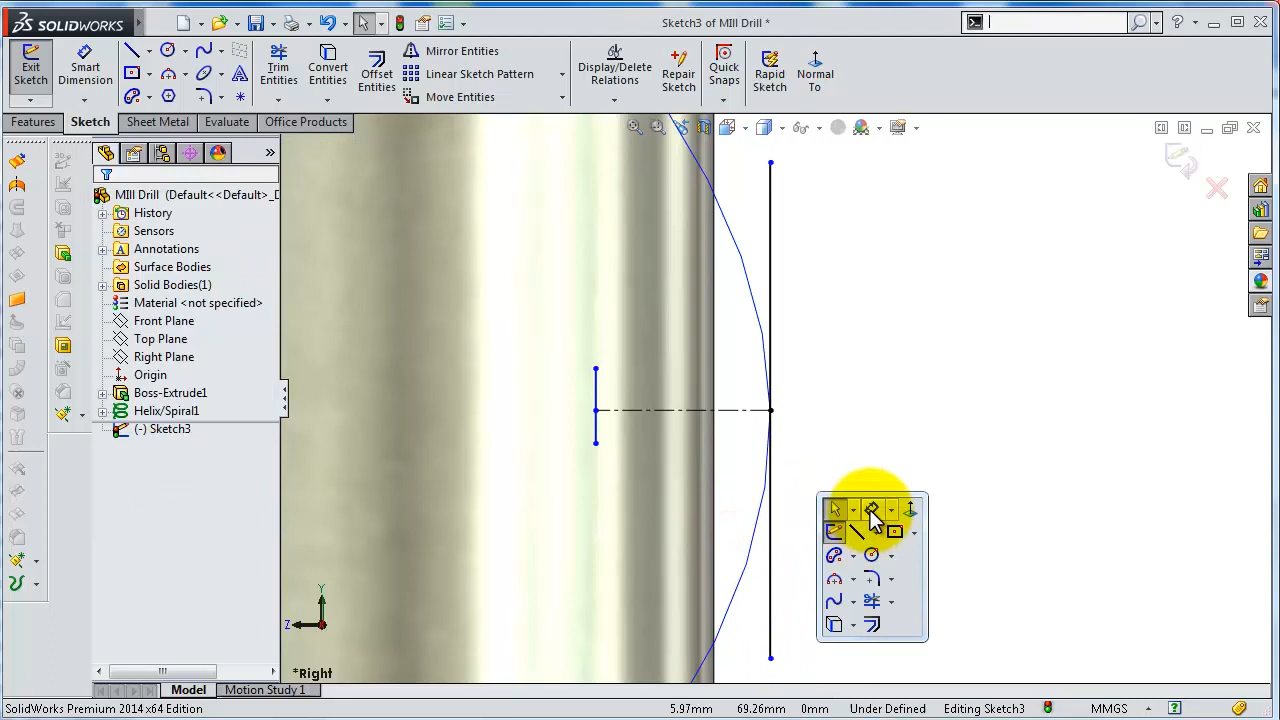 SOLIDWORKS
Sketch3 of MIll Drill *
Exit Sketch
Smart Dimension
Trim Entities
Convert Entities
Offset Entities
Mirror Entities
Linear Sketch Pattern
Move Entities
Display/Delete Relations
Repair Sketch
Quick Snaps
Rapid Sketch
Normal To
Features
Sketch
Sheet Metal
Evaluate
Office Products
MIll Drill (Default<<Default>_D
History
Sensors
Annotations
Surface Bodies
Solid Bodies(1)
Material <not specified>
Front Plane
Top Plane
Right Plane
Origin
Boss-Extrude1
Helix/Spiral1
(-) Sketch3
Y
Z
*Right
Model
Motion Study 1
SolidWorks Premium 2014 x64 Edition
5.97mm
69.26mm
0mm
Under Defined
Editing Sketch3
MMGS